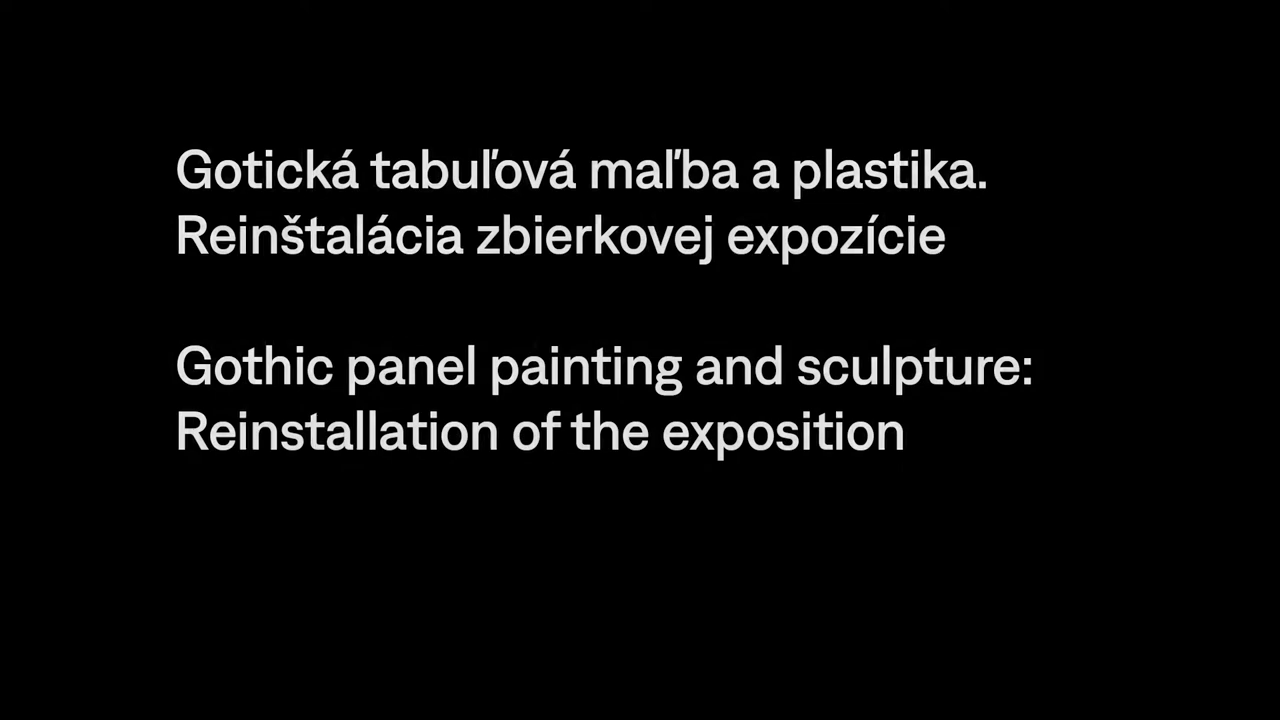 Gotická tabuľová maľba a plastika.
Reinštalácia zbierkovej expozície
Gothic panel painting and sculpture:
Reinstallation of the exposition